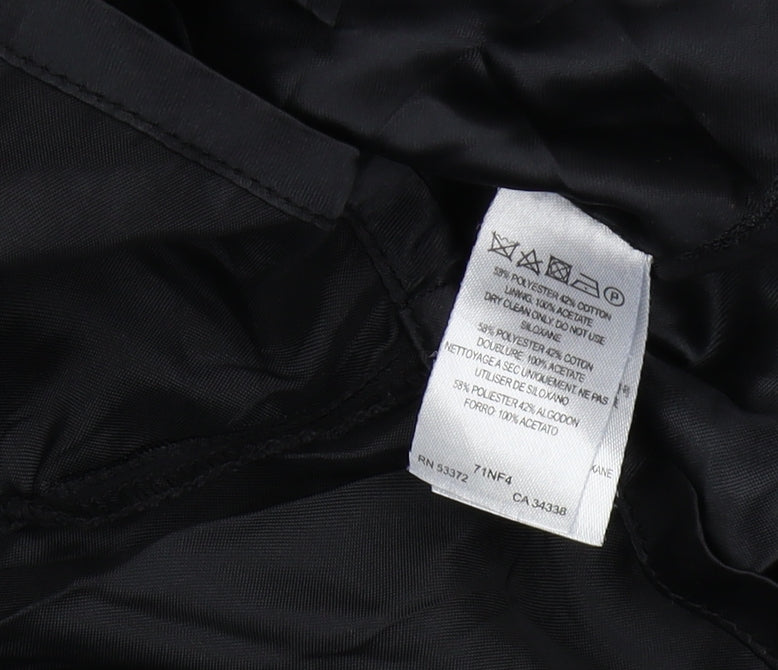 P
58% POLYESTER 42% COTTON
LINING: 100% ACETATE
DRY CLEAN ONLY DO NOT USE
SILOXANE
58% POLYESTER 42% COTON
DOUBLURE: 100% ACETATE
NETTOYAGE A SEC UNIQUEMENT. NE PAS
UTILISER DE SILOXANO
58% POLIESTER 42% ALGODON
FORRO: 100% ACETATO
RN 53372 71NF4 CA 34338
XANE